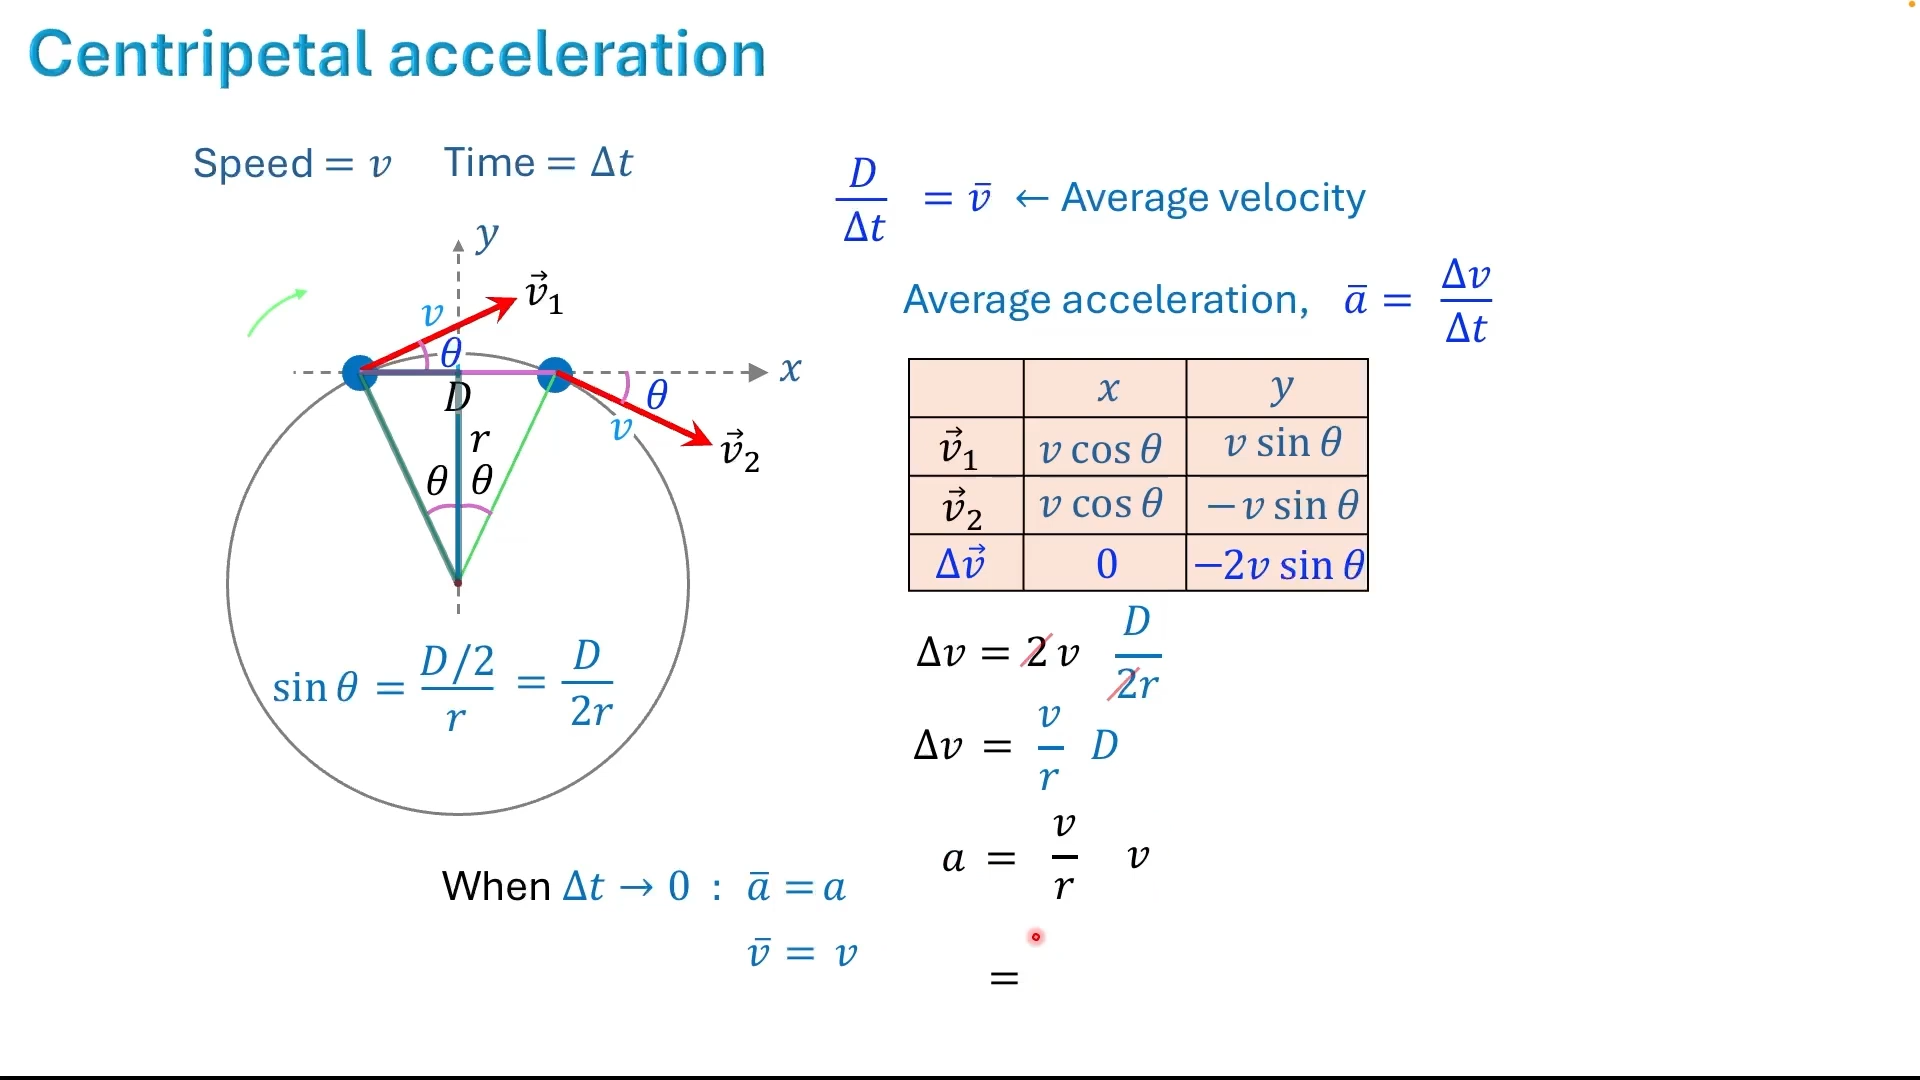 Centripetal acceleration
Speed = v    Time = Δt
D/Δt = v̄ ← Average velocity
Average acceleration, ā = Δv/Δt
y
v⃗₁
v
θ
x
D
θ
v
v⃗₂
r
θ θ
sin θ = (D/2)/r = D/2r
x y
v⃗₁ v cos θ v sin θ
v⃗₂ v cos θ −v sin θ
Δv⃗ 0 −2v sin θ
Δv = 2 v D/2r
Δv = v/r D
a = v/r v
=
When Δt → 0 : ā = a
v̄ = v